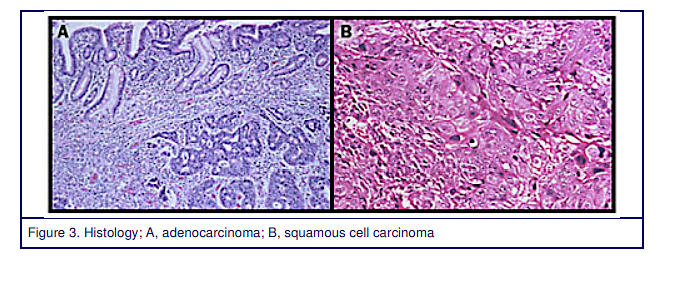 A
B
Figure 3. Histology; A, adenocarcinoma; B, squamous cell carcinoma